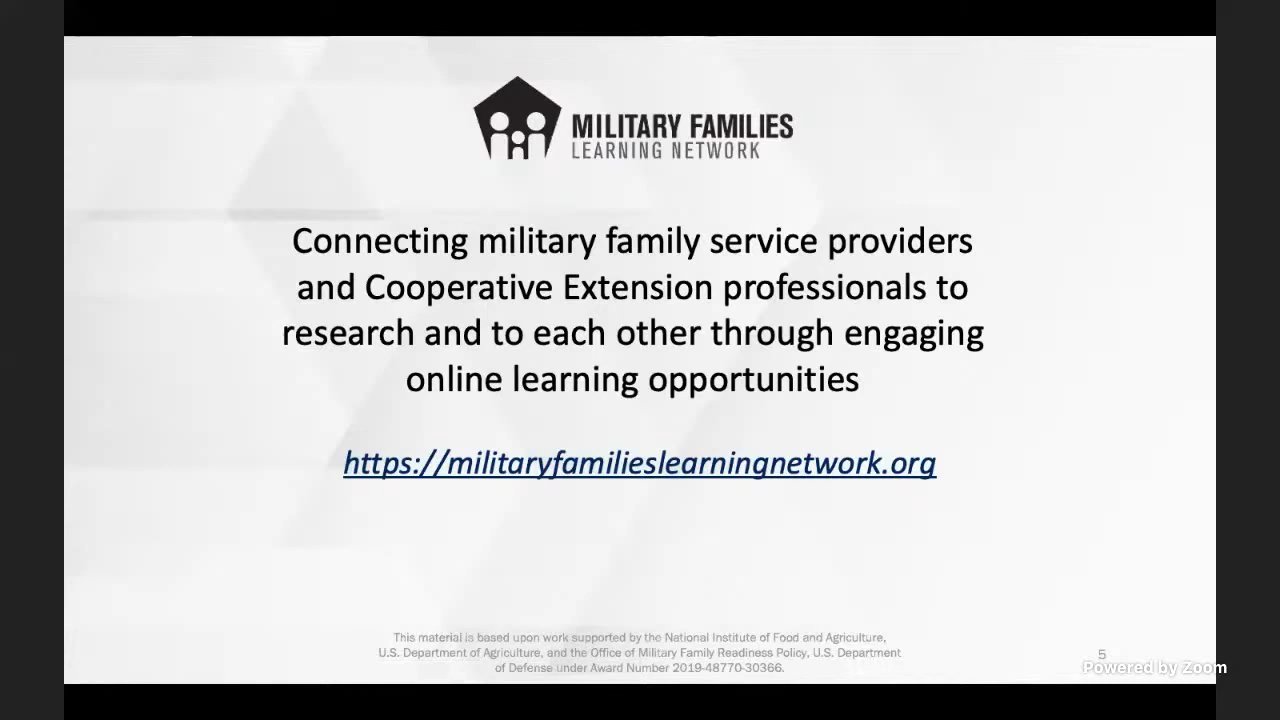 MILITARY FAMILIES
LEARNING NETWORK
Connecting military family service providers
and Cooperative Extension professionals to
research and to each other through engaging
online learning opportunities
https://militaryfamilieslearningnetwork.org
This material is based upon work supported by the National Institute of Food and Agriculture,
U.S. Department of Agriculture, and the Office of Military Family Readiness Policy, U.S. Department
of Defense under Award Number 2019-48770-30366.
5
Powered by Zoom